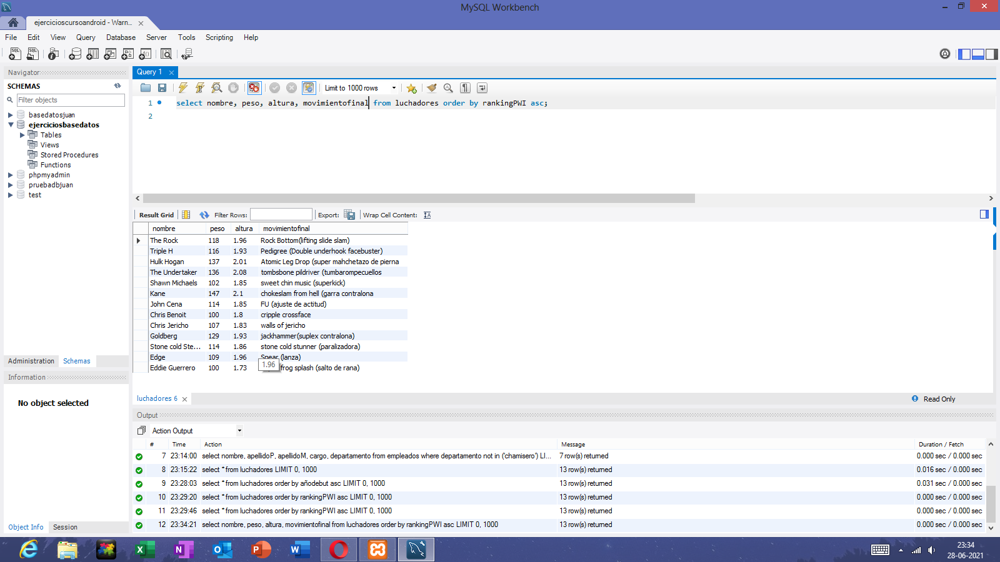 MySQL Workbench
ejercicioscursoandroid - Warn...
File Edit View Query Database Server Tools Scripting Help
Navigator
SCHEMAS
Filter objects
basedatosjuan
ejerciciosbasedatos
Tables
Views
Stored Procedures
Functions
phpmyadmin
pruebadbjuan
test
Administration Schemas
Information
No object selected
Object Info Session
Query 1
Limit to 1000 rows
1 select nombre, peso, altura, movimientofinal from luchadores order by rankingPWI asc;
2
Result Grid Filter Rows: Export: Wrap Cell Content:
nombre peso altura movimientofinal
The Rock 118 1.96 Rock Bottom(lifting slide slam)
Triple H 116 1.93 Pedigree (Double underhook facebuster)
Hulk Hogan 137 2.01 Atomic Leg Drop (super mahchetazo de pierna
The Undertaker 136 2.08 tombsbone pildriver (tumbarompecuellos
Shawn Michaels 102 1.85 sweet chin music (superkick)
Kane 147 2.1 chokeslam from hell (garra contralona
John Cena 114 1.85 FU (ajuste de actitud)
Chris Benoit 100 1.8 cripple crossface
Chris Jericho 107 1.83 walls of jericho
Goldberg 129 1.93 jackhammer(suplex contralona)
Stone cold Ste... 114 1.86 stone cold stunner (paralizadora)
Edge 109 1.96 Spear (lanza)
1.96
Eddie Guerrero 100 1.73 frog splash (salto de rana)
luchadores 6
Read Only
Output
Action Output
# Time Action Message Duration / Fetch
7 23:14:00 select nombre, apellidoP, apellidoM, cargo, departamento from empleados where departamento not in ('chamisero') LI... 7 row(s) returned 0.000 sec / 0.000 sec
8 23:15:22 select * from luchadores LIMIT 0, 1000 13 row(s) returned 0.016 sec / 0.000 sec
9 23:28:03 select * from luchadores order by añodebut asc LIMIT 0, 1000 13 row(s) returned 0.031 sec / 0.000 sec
10 23:29:20 select * from luchadores order by rankingPWI asc LIMIT 0, 1000 13 row(s) returned 0.000 sec / 0.000 sec
11 23:29:46 select * from luchadores order by rankingPWI asc LIMIT 0, 1000 13 row(s) returned 0.000 sec / 0.000 sec
12 23:34:21 select nombre, peso, altura, movimientofinal from luchadores order by rankingPWI asc LIMIT 0, 1000 13 row(s) returned 0.000 sec / 0.000 sec
23:34
28-06-2021